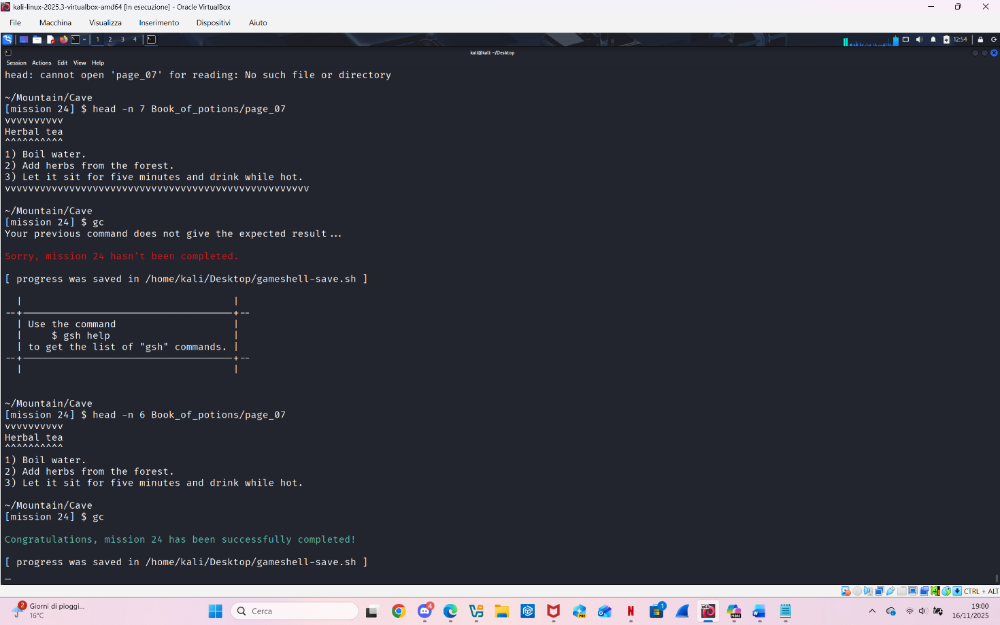 kali-linux-2025.3-virtualbox-amd64 [In esecuzione] - Oracle VirtualBox
File Macchina Visualizza Inserimento Dispositivi Aiuto
1 2 3 4 12:54
kali@kali: ~/Desktop
Session Actions Edit View Help
head: cannot open 'page_07' for reading: No such file or directory
~/Mountain/Cave
[mission 24] $ head -n 7 Book_of_potions/page_07
vvvvvvvvvv
Herbal tea
^^^^^^^^^^
1) Boil water.
2) Add herbs from the forest.
3) Let it sit for five minutes and drink while hot.
vvvvvvvvvvvvvvvvvvvvvvvvvvvvvvvvvvvvvvvvvvvvvvvvvvvv
~/Mountain/Cave
[mission 24] $ gc
Your previous command does not give the expected result...
Sorry, mission 24 hasn't been completed.
[ progress was saved in /home/kali/Desktop/gameshell-save.sh ]
Use the command
$ gsh help
to get the list of "gsh" commands.
~/Mountain/Cave
[mission 24] $ head -n 6 Book_of_potions/page_07
vvvvvvvvvv
Herbal tea
^^^^^^^^^^
1) Boil water.
2) Add herbs from the forest.
3) Let it sit for five minutes and drink while hot.
~/Mountain/Cave
[mission 24] $ gc
Congratulations, mission 24 has been successfully completed!
[ progress was saved in /home/kali/Desktop/gameshell-save.sh ]
CTRL + ALT
2 Giorni di pioggi... Cerca 4 1 19:00
16°C 16/11/2025